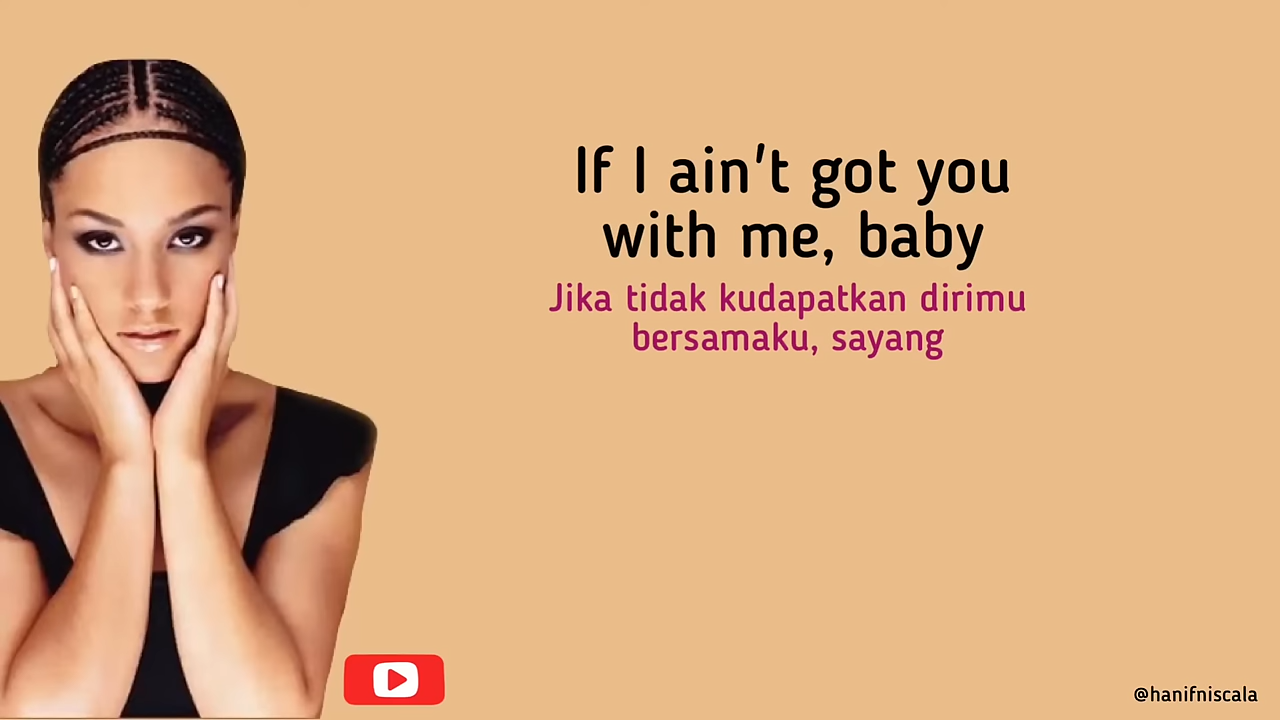 If I ain't got you
with me, baby
Jika tidak kudapatkan dirimu
bersamaku, sayang
@hanifniscala